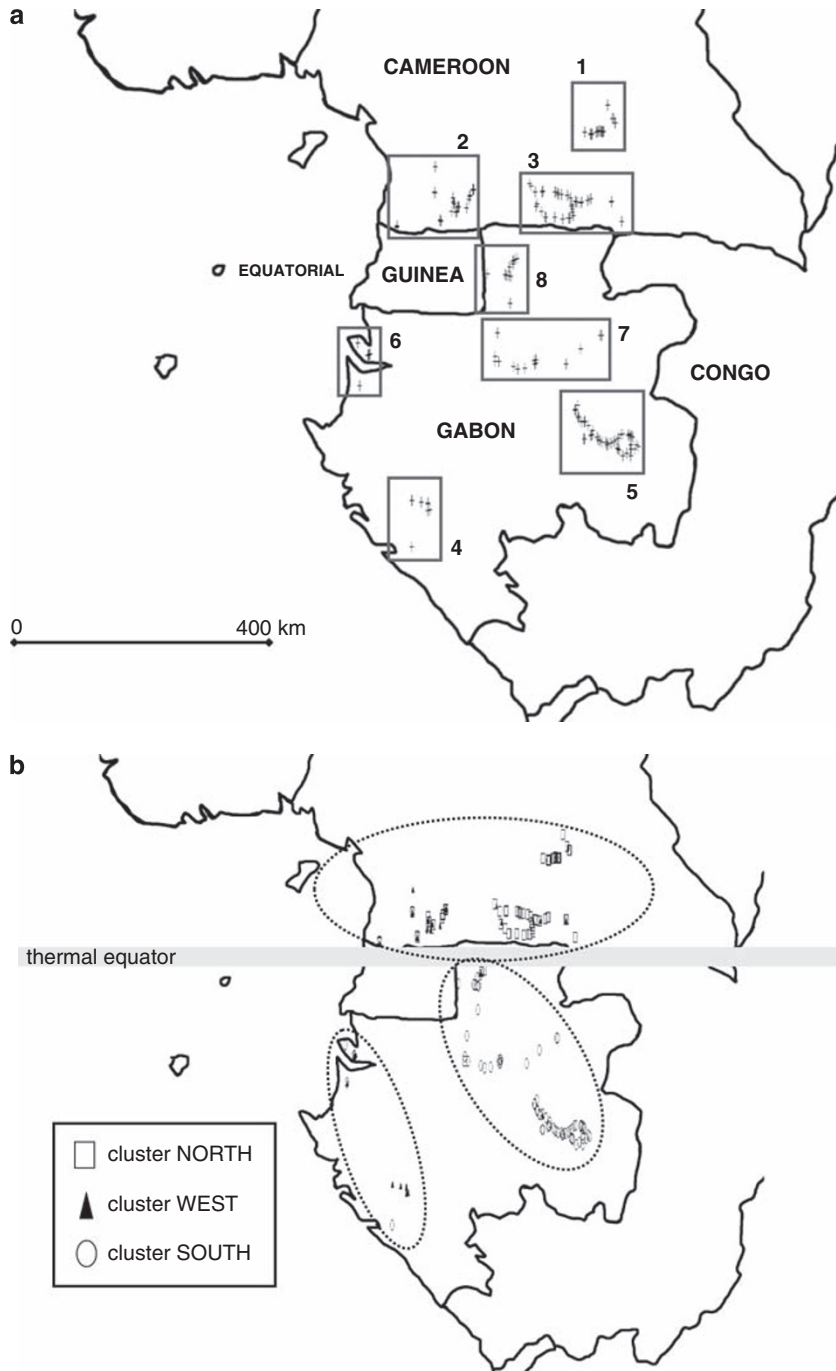 a
1
CAMEROON
2
3
EQUATORIAL GUINEA
8
6
7
CONGO
GABON
5
4
0 400 km
b
thermal equator
cluster NORTH
cluster WEST
cluster SOUTH